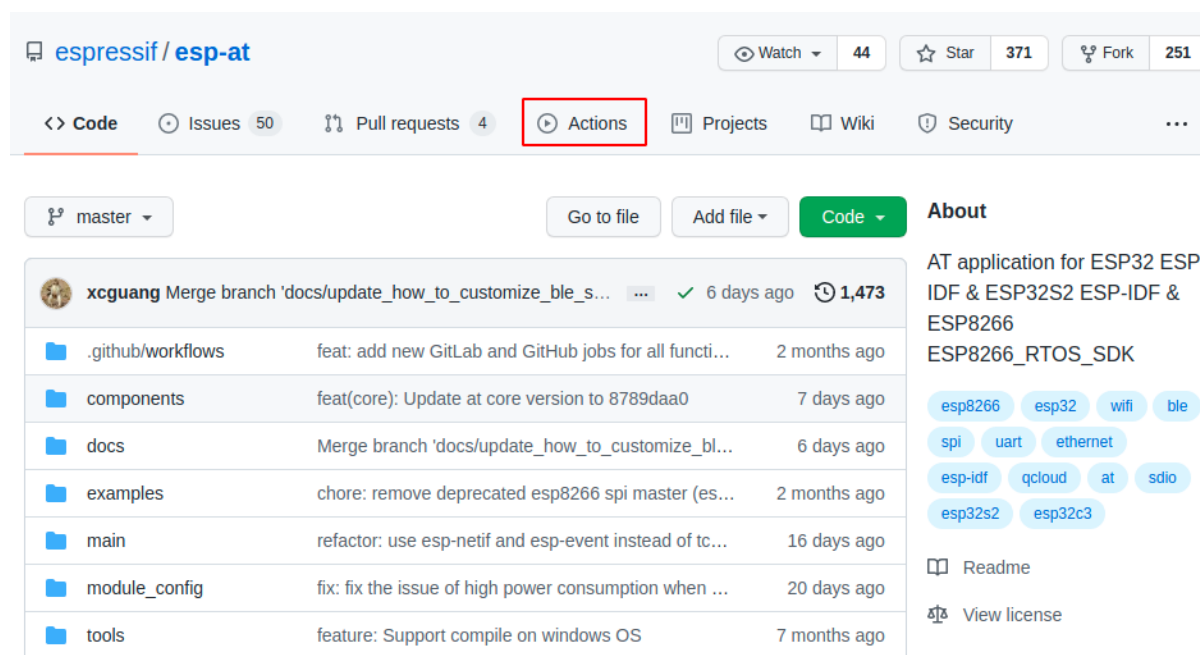 espressif / esp-at
Watch 44 Star 371 Fork 251
Code Issues 50 Pull requests 4 Actions Projects Wiki Security ...
master Go to file Add file Code
xcguang Merge branch 'docs/update_how_to_customize_ble_s... ... 6 days ago 1,473
.github/workflows feat: add new GitLab and GitHub jobs for all functi... 2 months ago
components feat(core): Update at core version to 8789daa0 7 days ago
docs Merge branch 'docs/update_how_to_customize_bl... 6 days ago
examples chore: remove deprecated esp8266 spi master (es... 2 months ago
main refactor: use esp-netif and esp-event instead of tc... 16 days ago
module_config fix: fix the issue of high power consumption when ... 20 days ago
tools feature: Support compile on windows OS 7 months ago
About
AT application for ESP32 ESP
IDF & ESP32S2 ESP-IDF &
ESP8266
ESP8266_RTOS_SDK
esp8266 esp32 wifi ble
spi uart ethernet
esp-idf qcloud at sdio
esp32s2 esp32c3
Readme
View license